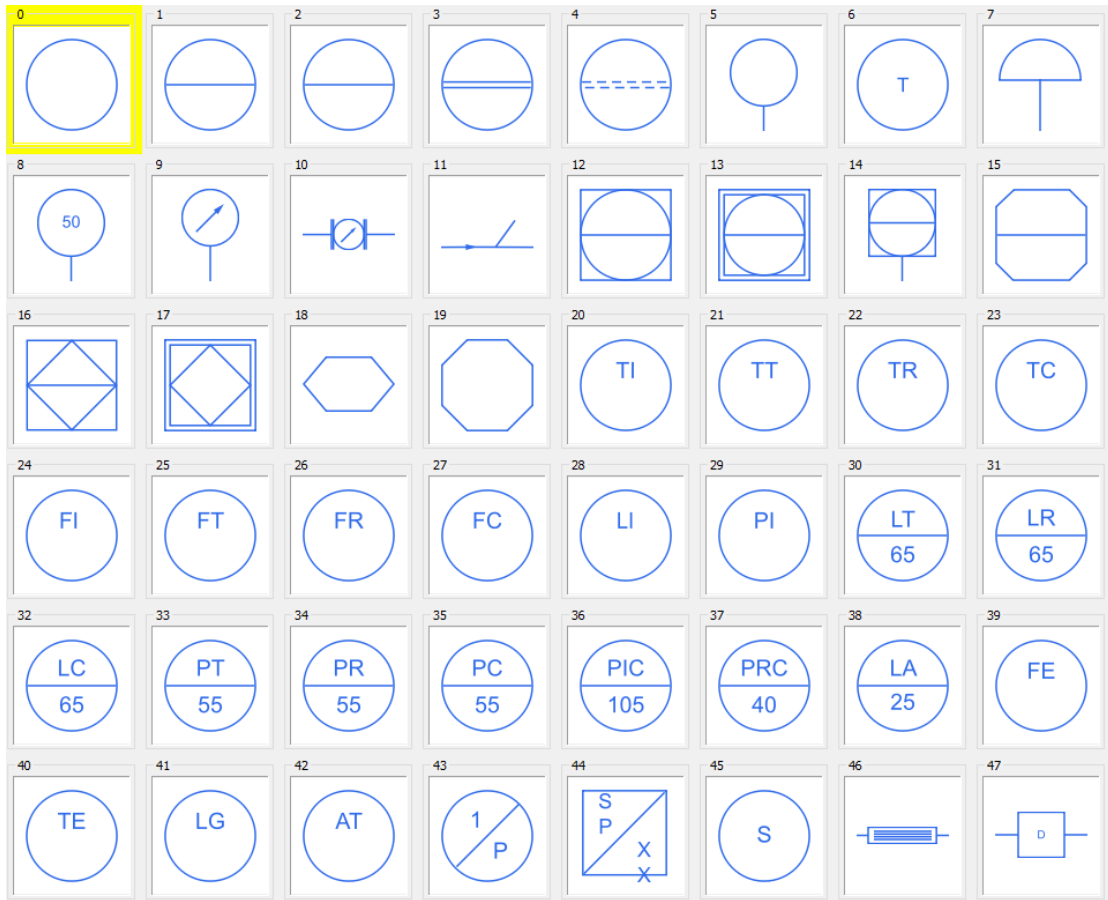 0 1 2 3 4 5 6 7
T
8 9 10 11 12 13 14 15
50
16 17 18 19 20 21 22 23
TI TT TR TC
24 25 26 27 28 29 30 31
FI FT FR FC LI PI LT LR
65 65
32 33 34 35 36 37 38 39
LC PT PR PC PIC PRC LA FE
65 55 55 55 105 40 25
40 41 42 43 44 45 46 47
TE LG AT 1 S S D
P P
X
X